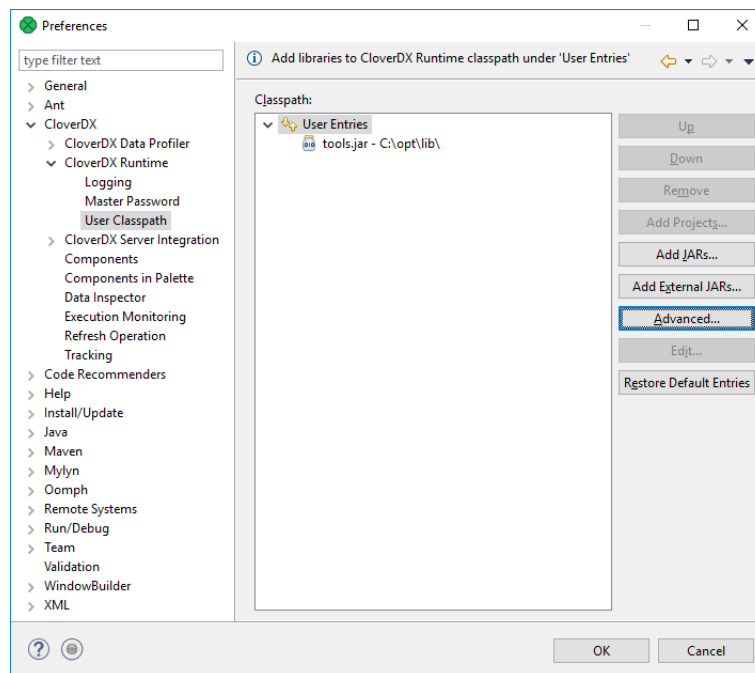 Preferences
type filter text
General
Ant
CloverDX
CloverDX Data Profiler
CloverDX Runtime
Logging
Master Password
User Classpath
CloverDX Server Integration
Components
Components in Palette
Data Inspector
Execution Monitoring
Refresh Operation
Tracking
Code Recommenders
Help
Install/Update
Java
Maven
Mylyn
Oomph
Remote Systems
Run/Debug
Team
Validation
WindowBuilder
XML
Add libraries to CloverDX Runtime classpath under 'User Entries'
Classpath:
User Entries
tools.jar - C:\opt\lib\
Up
Down
Remove
Add Projects...
Add JARs...
Add External JARs...
Advanced...
Edit...
Restore Default Entries
OK
Cancel